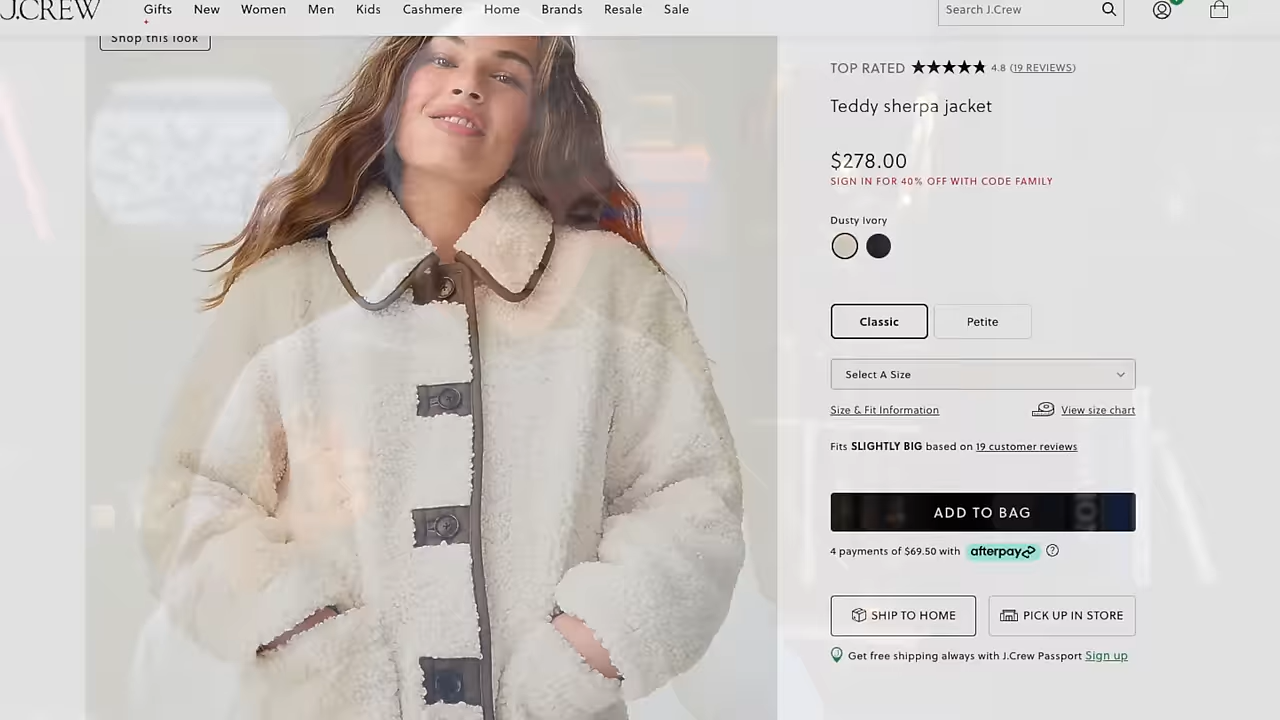 J.CREW
Gifts New Women Men Kids Cashmere Home Brands Resale Sale
Search J.Crew
Shop this look
TOP RATED 4.8 (19 REVIEWS)
Teddy sherpa jacket
$278.00
SIGN IN FOR 40% OFF WITH CODE FAMILY
Dusty Ivory
Classic Petite
Select A Size
Size & Fit Information View size chart
Fits SLIGHTLY BIG based on 19 customer reviews
ADD TO BAG
4 payments of $69.50 with afterpay ?
SHIP TO HOME PICK UP IN STORE
Get free shipping always with J.Crew Passport Sign up